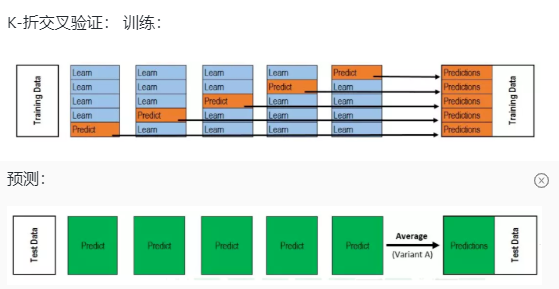 K-折交叉验证： 训练：
Training Data
Learn Learn Learn Learn Predict Predictions
Learn Learn Learn Predict Learn Predictions
Learn Learn Predict Learn Learn Predictions
Learn Predict Learn Learn Learn Predictions
Predict Learn Learn Learn Learn Predictions
Training Data
预测：
Test Data
Predict Predict Predict Predict Predict
Average
(Variant A)
Predictions
Test Data